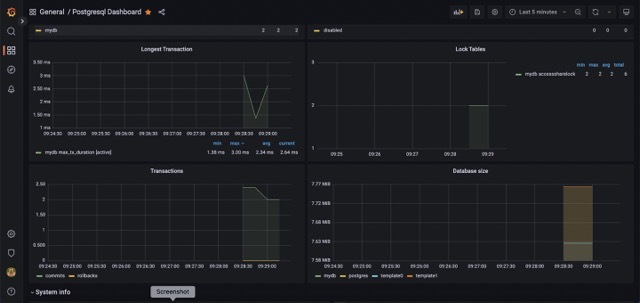 General / Postgresql Dashboard
Last 5 minutes
mydb 2 2 2
disabled 0 0 0
Longest Transaction
3.50 ms
3 ms
2.50 ms
2 ms
1.50 ms
1 ms
09:24:30 09:25:00 09:25:30 09:26:00 09:26:30 09:27:00 09:27:30 09:28:00 09:28:30 09:29:00
min max avg current
mydb max_tx_duration [active] 1.38 ms 3.00 ms 2.34 ms 2.64 ms
Lock Tables
3
2
1
09:25 09:26 09:27 09:28 09:29
min max avg total
mydb accesssharelock 2 2 2 6
Transactions
2.50
2
1.50
1
0.500
0
09:24:30 09:25:00 09:25:30 09:26:00 09:26:30 09:27:00 09:27:30 09:28:00 09:28:30 09:29:00
commits rollbacks
Database size
7.77 MiB
7.72 MiB
7.68 MiB
7.63 MiB
7.58 MiB
09:24:30 09:25:00 09:25:30 09:26:00 09:26:30 09:27:00 09:27:30 09:28:00 09:28:30 09:29:00
mydb postgres template0 template1
System info
Screenshot